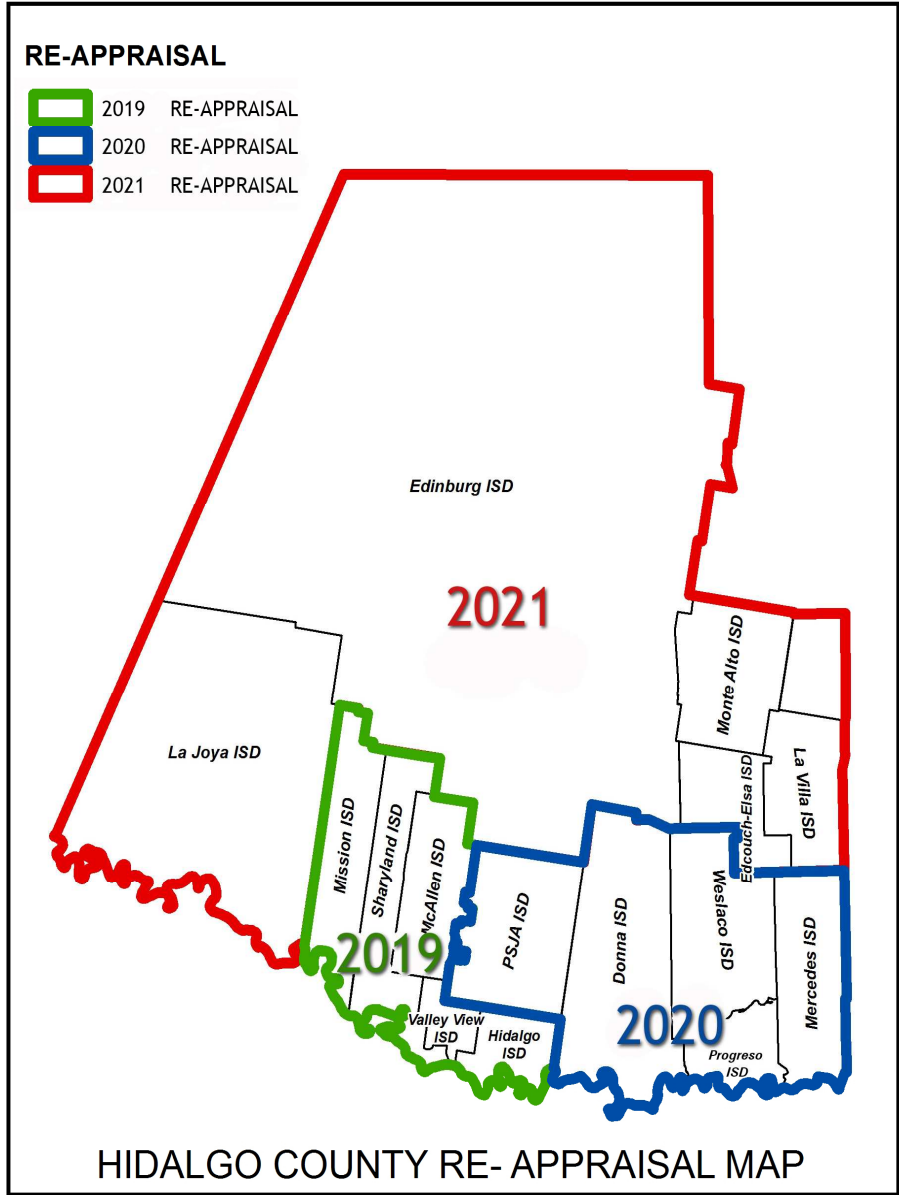 RE-APPRAISAL
2019 RE-APPRAISAL
2020 RE-APPRAISAL
2021 RE-APPRAISAL
Edinburg ISD
2021
Monte Alto ISD
La Joya ISD
La Villa ISD
Edcouch-Elsa ISD
Mission ISD
Sharyland ISD
McAllen ISD
PSJA ISD
Donna ISD
Weslaco ISD
Mercedes ISD
2019
Valley View
ISD
Hidalgo
ISD
2020
Progreso
ISD
HIDALGO COUNTY RE- APPRAISAL MAP